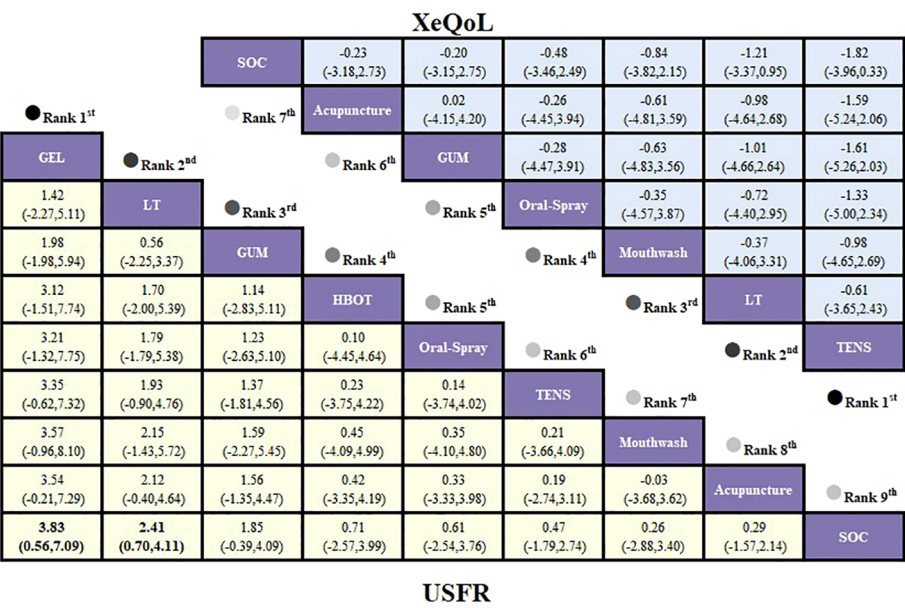 XeQoL
SOC -0.23 -0.20 -0.48 -0.84 -1.21 -1.82
(-3.18,2.73) (-3.15,2.75) (-3.46,2.49) (-3.82,2.15) (-3.37,0.95) (-3.96,0.33)
Rank 1st Rank 7th Acupuncture 0.02 -0.26 -0.61 -0.98 -1.59
(-4.15,4.20) (-4.45,3.94) (-4.81,3.59) (-4.64,2.68) (-5.24,2.06)
GEL Rank 2nd Rank 6th GUM -0.28 -0.63 -1.01 -1.61
(-4.47,3.91) (-4.83,3.56) (-4.66,2.64) (-5.26,2.03)
1.42 LT Rank 3rd Rank 5th Oral-Spray -0.35 -0.72 -1.33
(-2.27,5.11) (-4.57,3.87) (-4.40,2.95) (-5.00,2.34)
1.98 0.56 GUM Rank 4th Rank 4th Mouthwash -0.37 -0.98
(-1.98,5.94) (-2.25,3.37) (-4.06,3.31) (-4.65,2.69)
3.12 1.70 1.14 HBOT Rank 5th Rank 3rd LT -0.61
(-1.51,7.74) (-2.00,5.39) (-2.83,5.11) (-3.65,2.43)
3.21 1.79 1.23 0.10 Oral-Spray Rank 6th Rank 2nd TENS
(-1.32,7.75) (-1.79,5.38) (-2.63,5.10) (-4.45,4.64)
3.35 1.93 1.37 0.23 0.14 TENS Rank 7th Rank 1st
(-0.62,7.32) (-0.90,4.76) (-1.81,4.56) (-3.75,4.22) (-3.74,4.02)
3.57 2.15 1.59 0.45 0.35 0.21 Mouthwash Rank 8th
(-0.96,8.10) (-1.43,5.72) (-2.27,5.45) (-4.09,4.99) (-4.10,4.80) (-3.66,4.09)
3.54 2.12 1.56 0.42 0.33 0.19 -0.03 Acupuncture Rank 9th
(-0.21,7.29) (-0.40,4.64) (-1.35,4.47) (-3.35,4.19) (-3.33,3.98) (-2.74,3.11) (-3.68,3.62)
3.83 2.41 1.85 0.71 0.61 0.47 0.26 0.29 SOC
(0.56,7.09) (0.70,4.11) (-0.39,4.09) (-2.57,3.99) (-2.54,3.76) (-1.79,2.74) (-2.88,3.40) (-1.57,2.14)
USFR